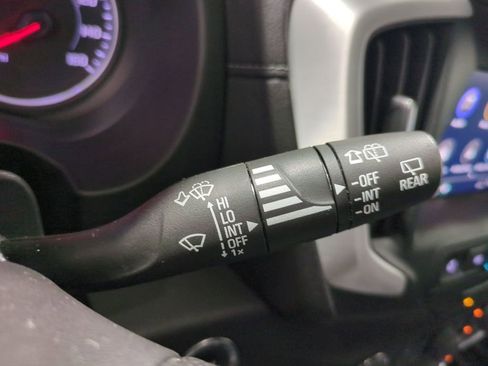 HI
LO
INT
OFF
1x
-OFF
-INT
-ON
REAR